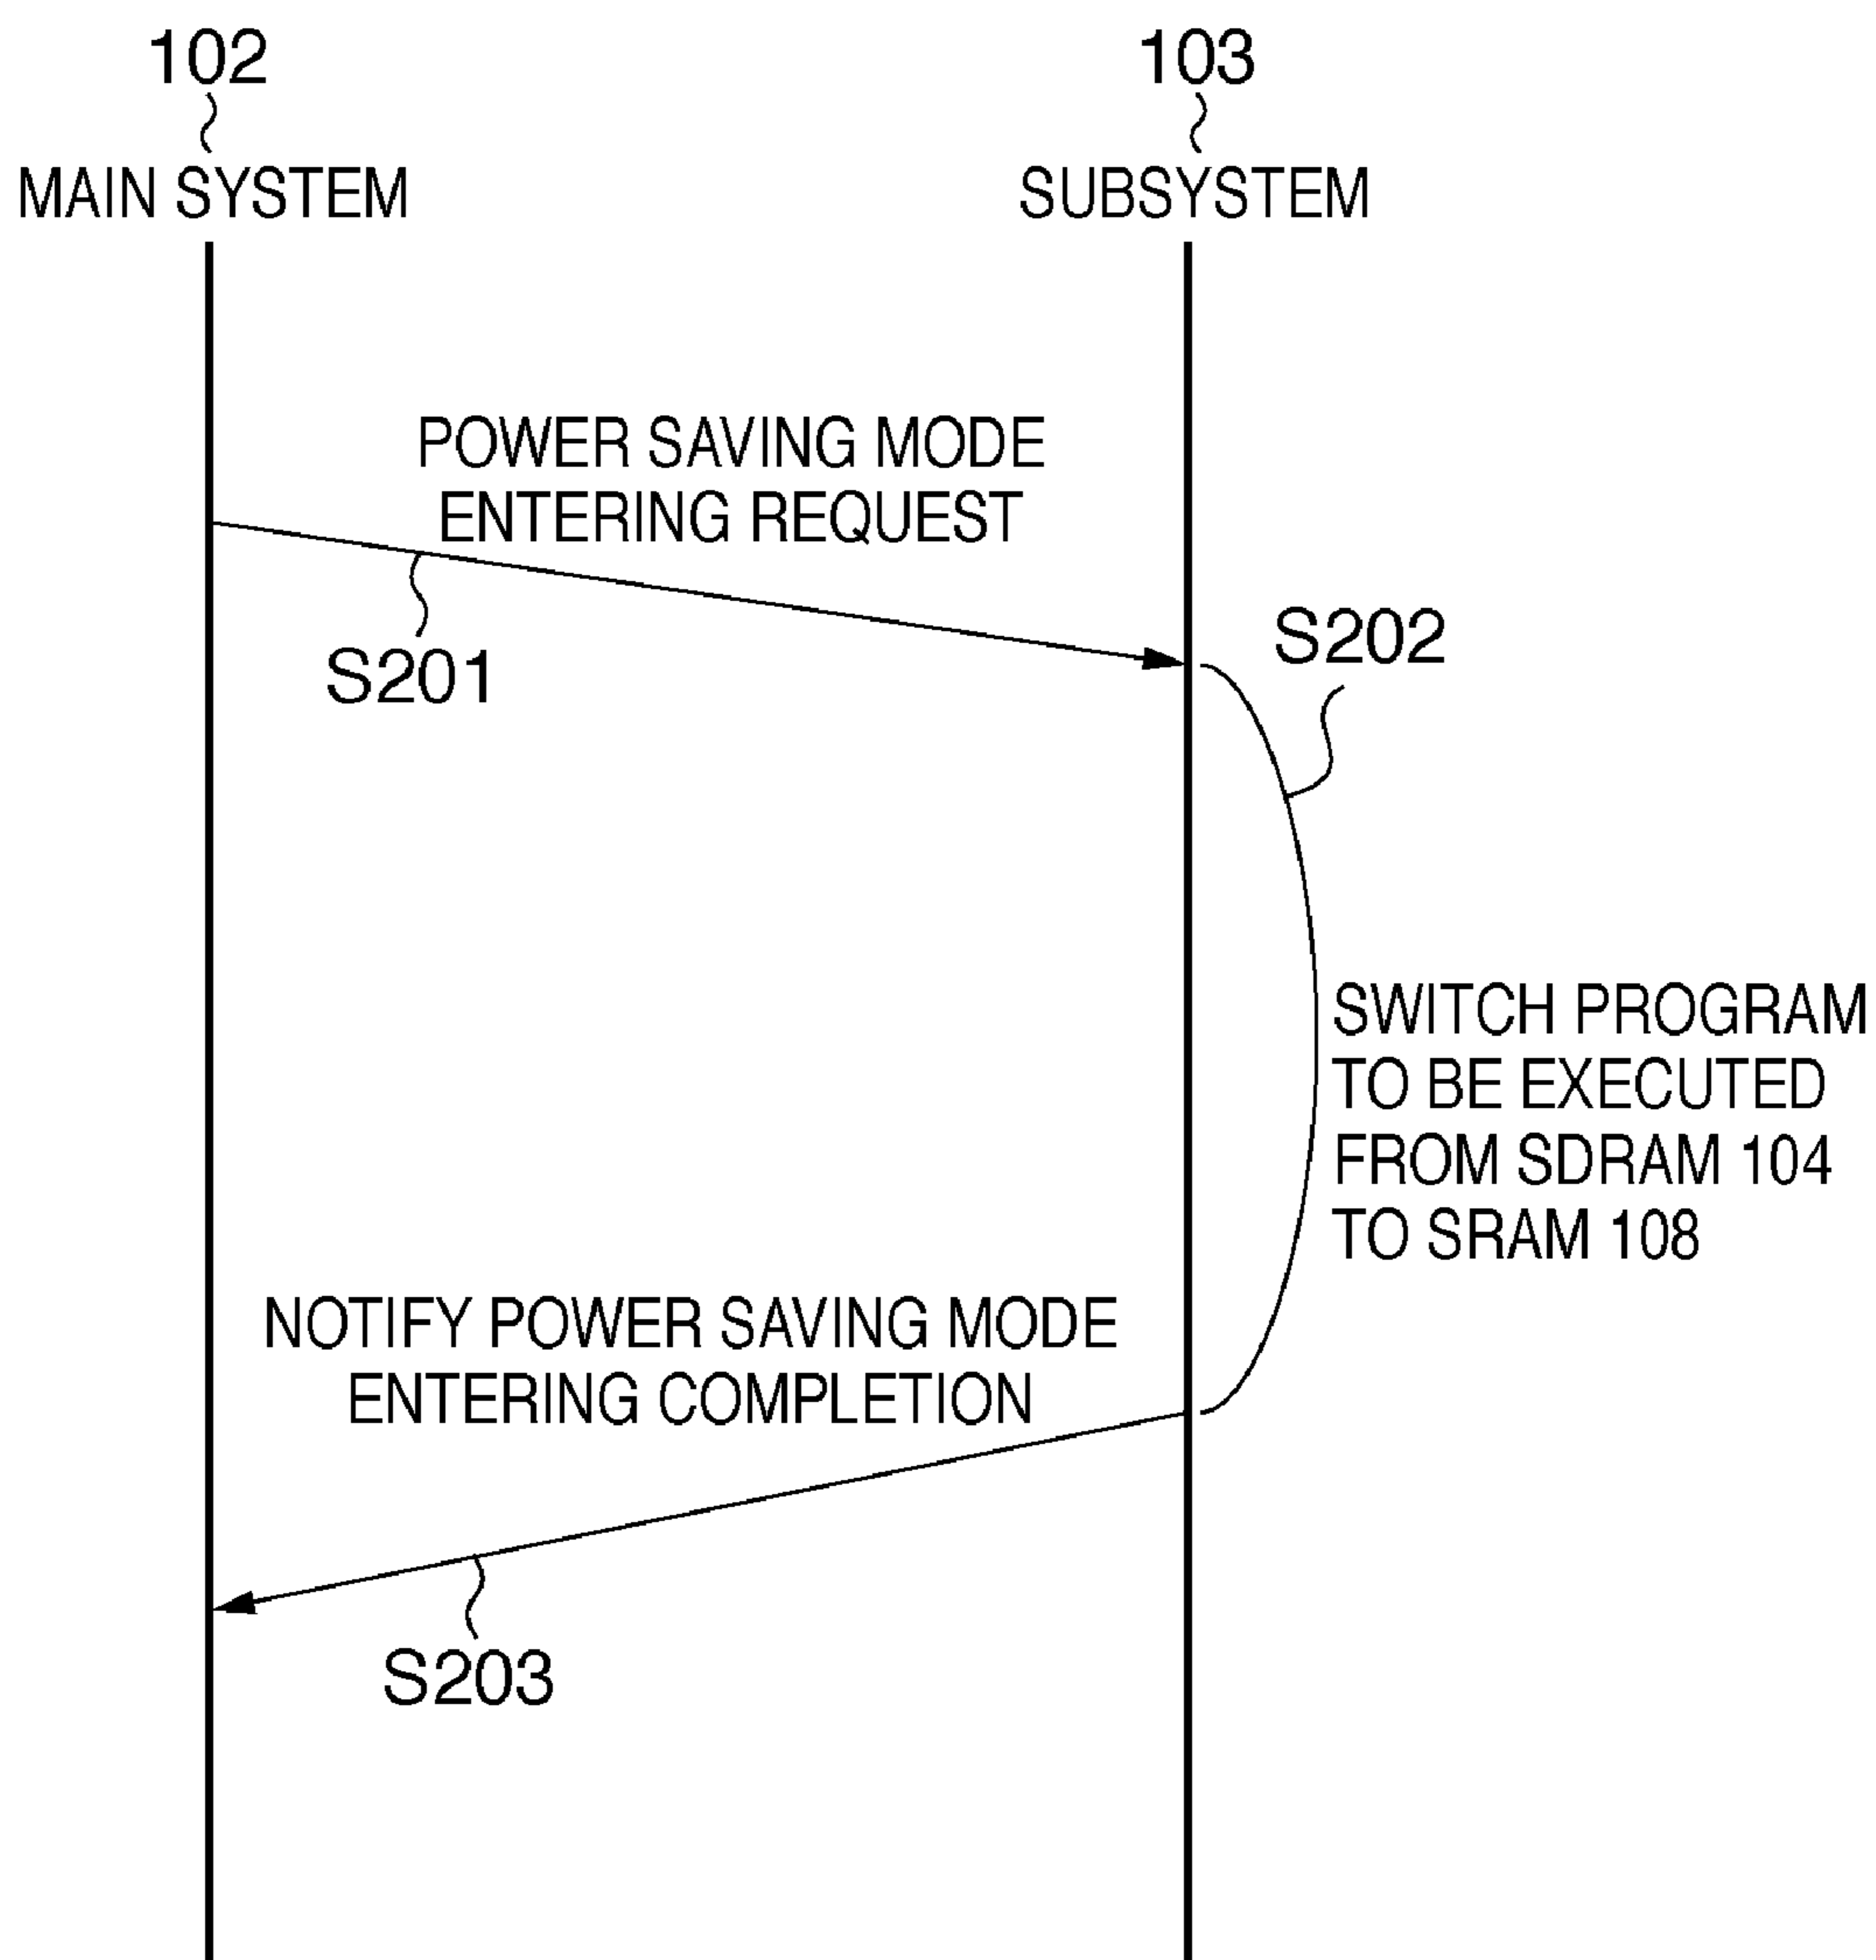 102
103
MAIN SYSTEM
SUBSYSTEM
POWER SAVING MODE
ENTERING REQUEST
S201
S202
SWITCH PROGRAM
TO BE EXECUTED
FROM SDRAM 104
TO SRAM 108
NOTIFY POWER SAVING MODE
ENTERING COMPLETION
S203